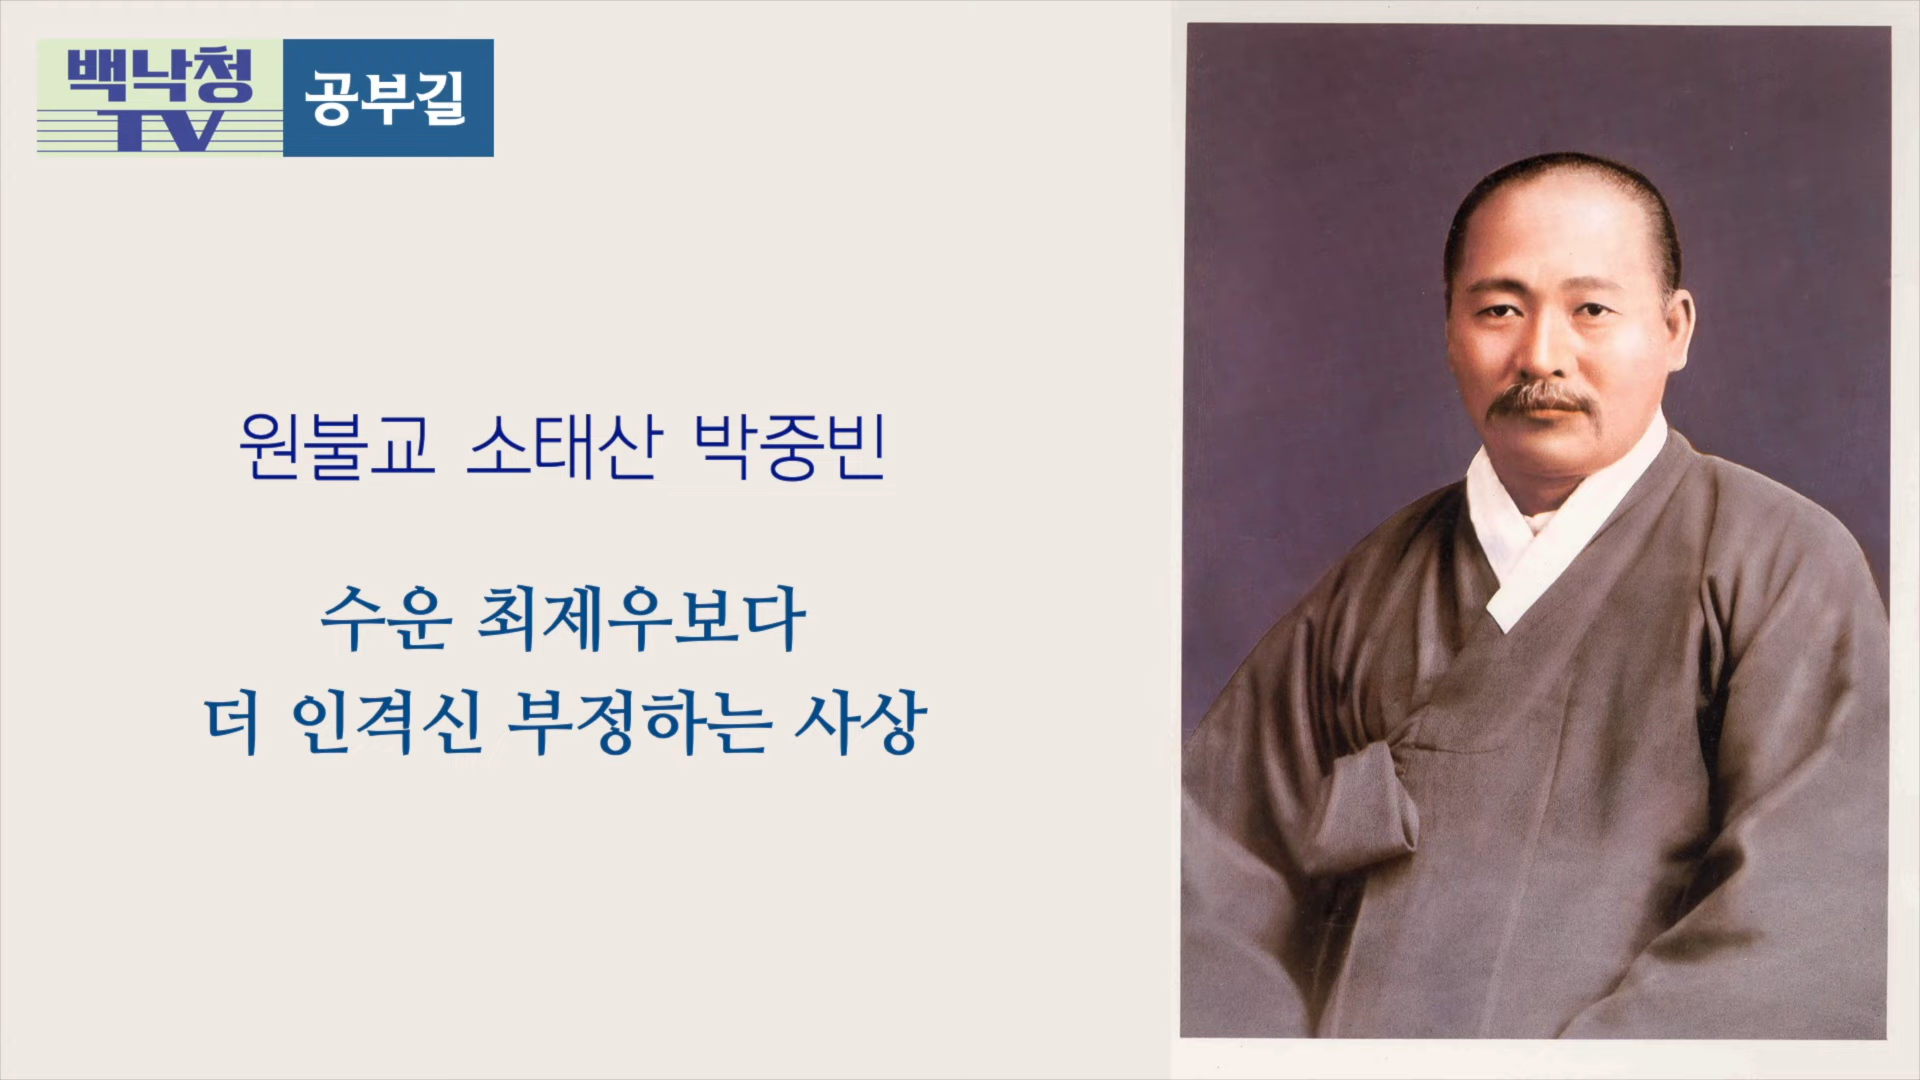 백낙청
TV
공부길
원불교 소태산 박중빈
수운 최제우보다
더 인격신 부정하는 사상